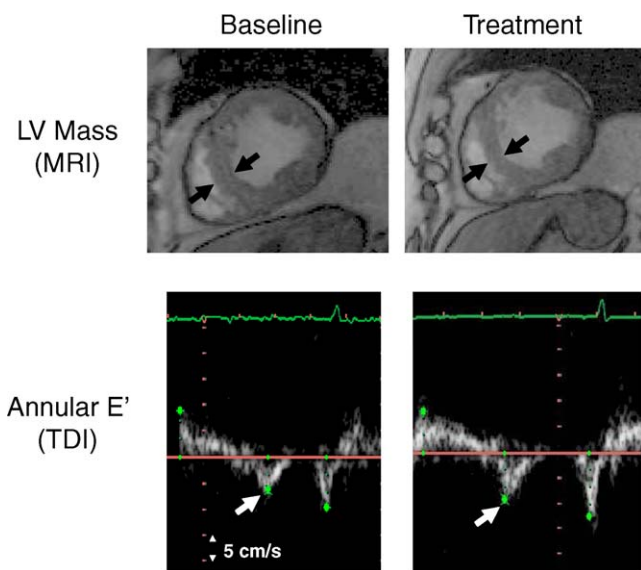 Baseline Treatment
LV Mass
(MRI)
Annular E'
(TDI)
5 cm/s